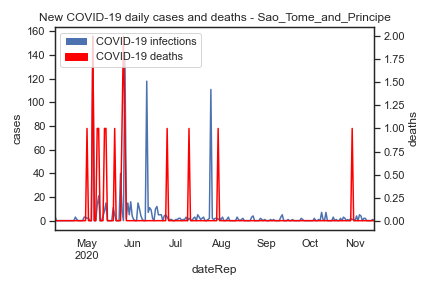 New COVID-19 daily cases and deaths - Sao_Tome_and_Principe
COVID-19 infections
COVID-19 deaths
160
140
120
100
80
60
40
20
0
cases
2.00
1.75
1.50
1.25
1.00
0.75
0.50
0.25
0.00
deaths
May Jun Jul Aug Sep Oct Nov
2020
dateRep